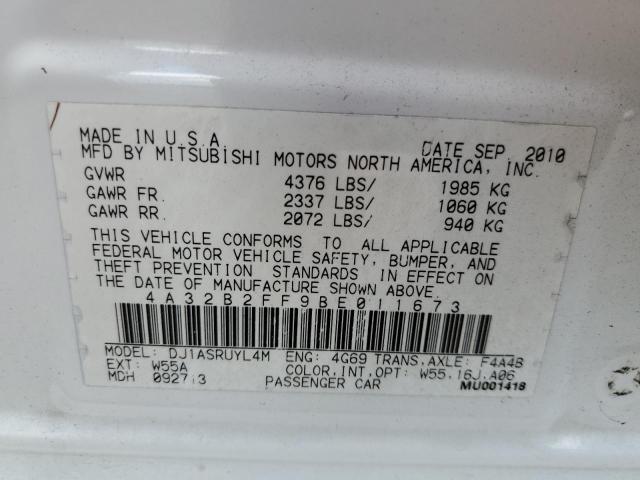 MADE IN U.S.A. DATE SEP. 2010
MFD BY MITSUBISHI MOTORS NORTH AMERICA, INC.
GVWR 4376 LBS/ 1985 KG
GAWR FR. 2337 LBS/ 1060 KG
GAWR RR. 2072 LBS/ 940 KG
THIS VEHICLE CONFORMS TO ALL APPLICABLE
FEDERAL MOTOR VEHICLE SAFETY, BUMPER, AND
THEFT PREVENTION STANDARDS IN EFFECT ON
THE DATE OF MANUFACTURE SHOWN ABOVE.
4A32B2FF9BE011673
MODEL: DJ1ASRUYL4M ENG: 4G69 TRANS,AXLE: F4A4B
EXT: W55A COLOR,INT,OPT: W55,16J,A06
MDH 092713 PASSENGER CAR MU001418